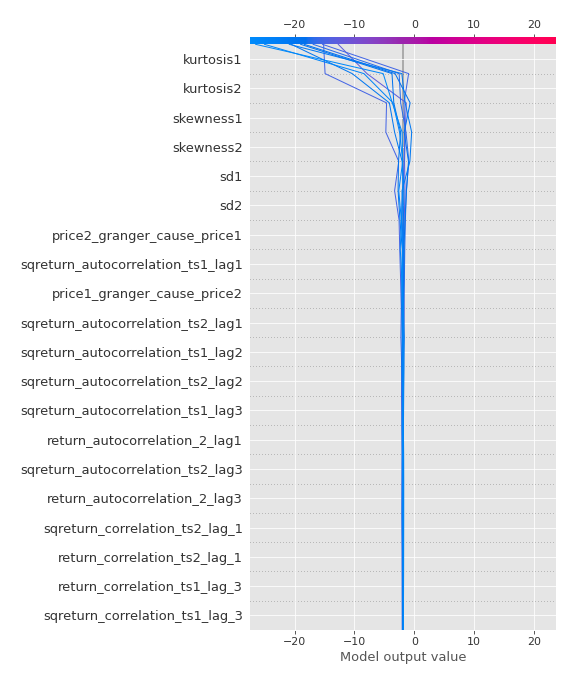 −20 −10 0 10 20
kurtosis1
kurtosis2
skewness1
skewness2
sd1
sd2
price2_granger_cause_price1
sqreturn_autocorrelation_ts1_lag1
price1_granger_cause_price2
sqreturn_autocorrelation_ts2_lag1
sqreturn_autocorrelation_ts1_lag2
sqreturn_autocorrelation_ts2_lag2
sqreturn_autocorrelation_ts1_lag3
return_autocorrelation_2_lag1
sqreturn_autocorrelation_ts2_lag3
return_autocorrelation_2_lag3
sqreturn_correlation_ts2_lag_1
return_correlation_ts2_lag_1
return_correlation_ts1_lag_3
sqreturn_correlation_ts1_lag_3
−20 −10 0 10 20
Model output value